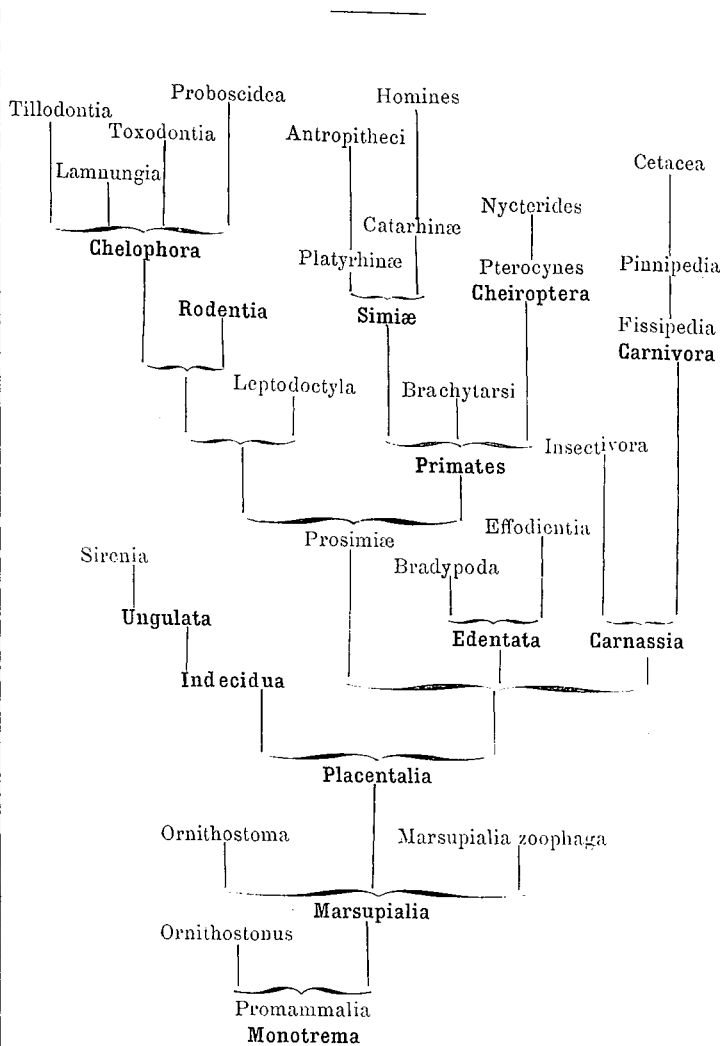 Proboscidea
Homines
Tillodontia
Toxodontia
Antropitheci
Cetacea
Lamnungia
Nycterides
Catarhinæ
Chelophora
Platyrhinæ
Pterocynes
Pinnipedia
Cheiroptera
Rodentia
Simiæ
Fissipedia
Carnivora
Leptodoctyla
Brachytarsi
Insectivora
Primates
Effodientia
Prosimiæ
Sirenia
Bradypoda
Ungulata
Edentata
Carnassia
Indecidua
Placentalia
Ornithostoma
Marsupialia zoophaga
Marsupialia
Ornithostonus
Promammalia
Monotrema